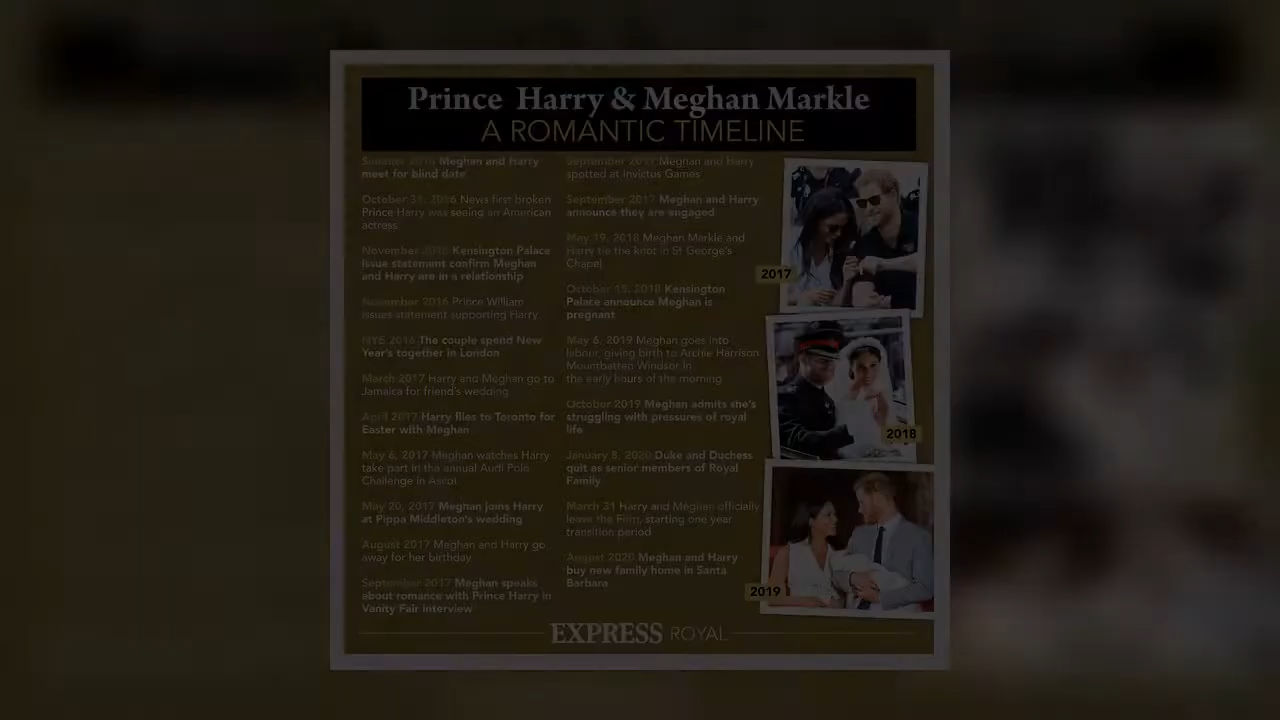 Prince Harry & Meghan Markle
A ROMANTIC TIMELINE
Summer 2016 Meghan and Harry
meet for blind date
October 31, 2016 News first broken
Prince Harry was seeing an American
actress
November 2016 Kensington Palace
issue statement confirm Meghan
and Harry are in a relationship
November 2016 Prince William
issues statement supporting Harry
NYE 2016 The couple spend New
Year's together in London
March 2017 Harry and Meghan go to
Jamaica for friend's wedding
April 2017 Harry flies to Toronto for
Easter with Meghan
May 6, 2017 Meghan watches Harry
take part in the annual Audi Polo
Challenge in Ascot
May 20, 2017 Meghan joins Harry
at Pippa Middleton's wedding
August 2017 Meghan and Harry go
away for her birthday
September 2017 Meghan speaks
about romance with Prince Harry in
Vanity Fair interview
September 2017 Meghan and Harry
spotted at Invictus Games
September 2017 Meghan and Harry
announce they are engaged
May 19, 2018 Meghan Markle and
Harry tie the knot in St George's
Chapel
October 15, 2018 Kensington
Palace announce Meghan is
pregnant
May 6, 2019 Meghan goes into
labour, giving birth to Archie Harrison
Mountbatten Windsor in
the early hours of the morning
October 2019 Meghan admits she's
struggling with pressures of royal
life
January 8, 2020 Duke and Duchess
quit as senior members of Royal
Family
March 31 Harry and Meghan officially
leave the Firm, starting one year
transition period
August 2020 Meghan and Harry
buy new family home in Santa
Barbara
2017
2018
2019
EXPRESS ROYAL